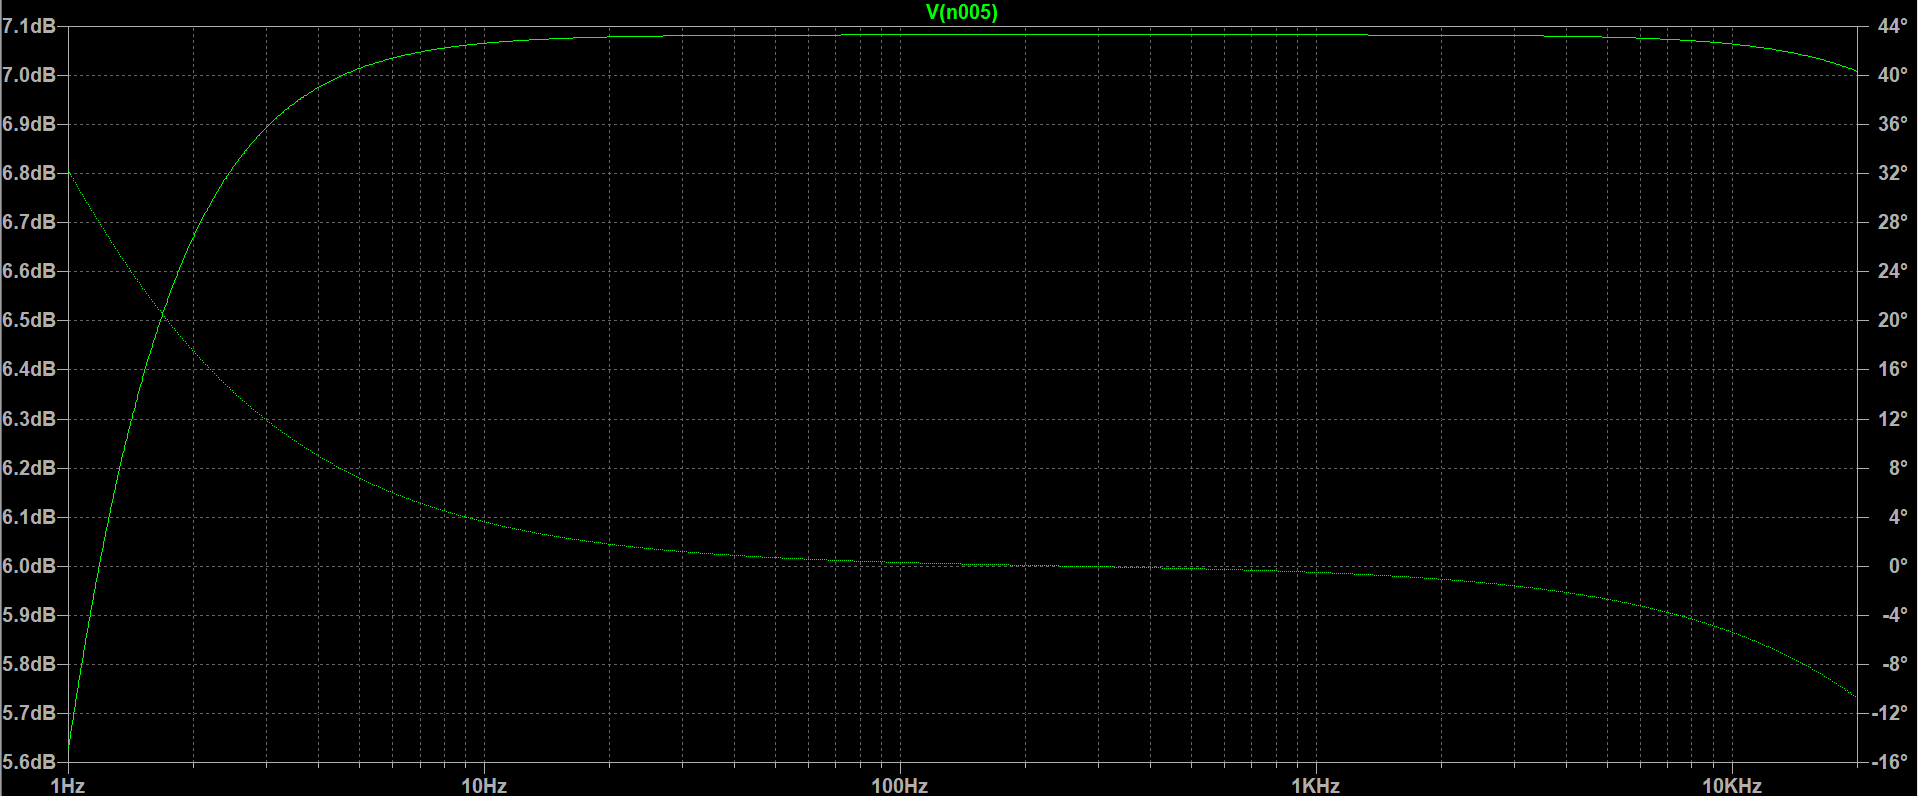 V(n005)
7.1dB
7.0dB
6.9dB
6.8dB
6.7dB
6.6dB
6.5dB
6.4dB
6.3dB
6.2dB
6.1dB
6.0dB
5.9dB
5.8dB
5.7dB
5.6dB
44°
40°
36°
32°
28°
24°
20°
16°
12°
8°
4°
0°
-4°
-8°
-12°
-16°
1Hz 10Hz 100Hz 1KHz 10KHz